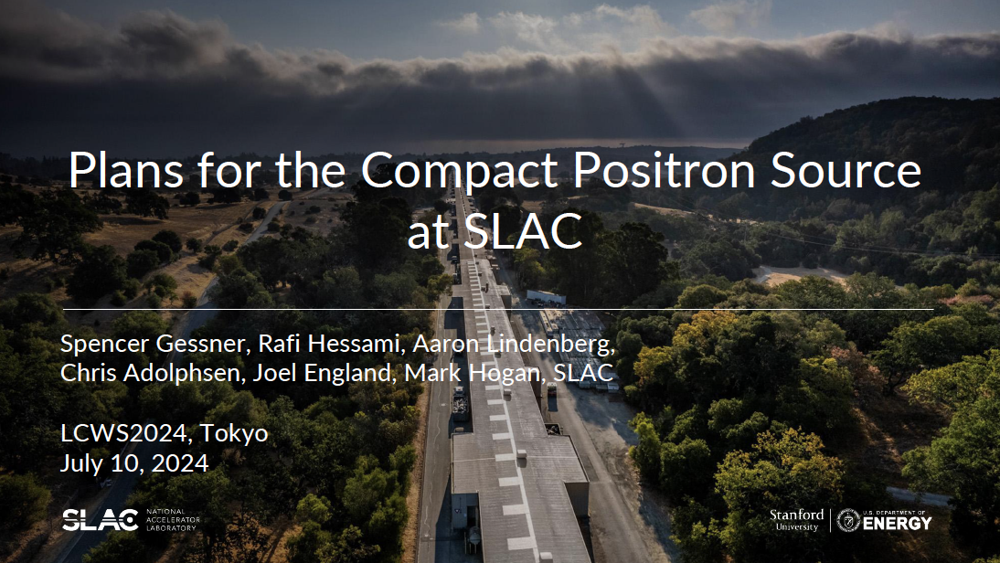 Plans for the Compact Positron Source
at SLAC
Spencer Gessner, Rafi Hessami, Aaron Lindenberg,
Chris Adolphsen, Joel England, Mark Hogan, SLAC
LCWS2024, Tokyo
July 10, 2024
SLAC
NATIONAL
ACCELERATOR
LABORATORY
Stanford
University
U.S. DEPARTMENT OF
ENERGY